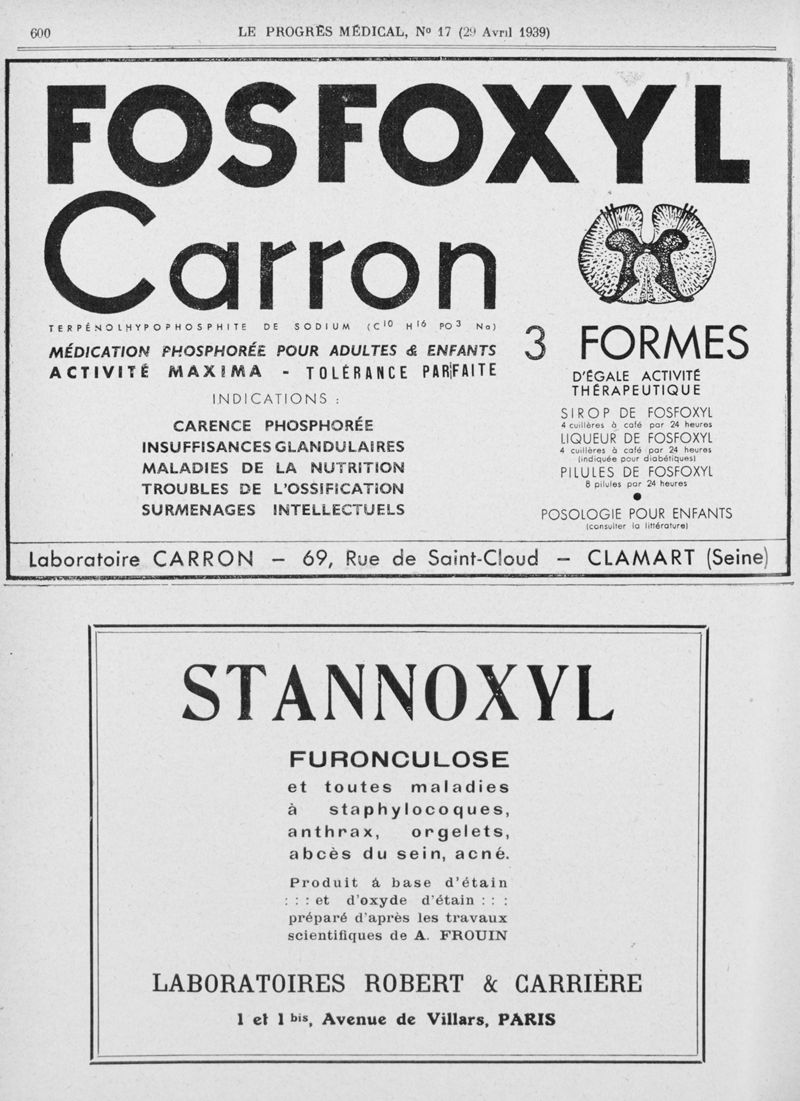 600
LE PROGRÈS MÉDICAL, Nº 17 (29 Avril 1939)
FOSFOXYL
Carron
TERPÉNOLHYPOPHOSPHITE DE SODIUM (C10 H16 PO3 Na)
MÉDICATION PHOSPHORÉE POUR ADULTES & ENFANTS
ACTIVITÉ MAXIMA - TOLÉRANCE PARFAITE
INDICATIONS :
CARENCE PHOSPHORÉE
INSUFFISANCES GLANDULAIRES
MALADIES DE LA NUTRITION
TROUBLES DE L'OSSIFICATION
SURMENAGES INTELLECTUELS
3 FORMES
D'ÉGALE ACTIVITÉ
THÉRAPEUTIQUE
SIROP DE FOSFOXYL
4 cuillères à café par 24 heures
LIQUEUR DE FOSFOXYL
4 cuillères à café par 24 heures
(indiquée pour diabétiques)
PILULES DE FOSFOXYL
8 pilules par 24 heures
POSOLOGIE POUR ENFANTS
(consulter la littérature)
Laboratoire CARRON — 69, Rue de Saint-Cloud — CLAMART (Seine)
STANNOXYL
FURONCULOSE
et toutes maladies
à staphylocoques,
anthrax, orgelets,
abcès du sein, acné.
Produit á base d'étain
: : : et d'oxyde d'étain : : :
préparé d'après les travaux
scientifiques de A. FROUIN
LABORATOIRES ROBERT & CARRIÈRE
1 et 1 bis, Avenue de Villars, PARIS